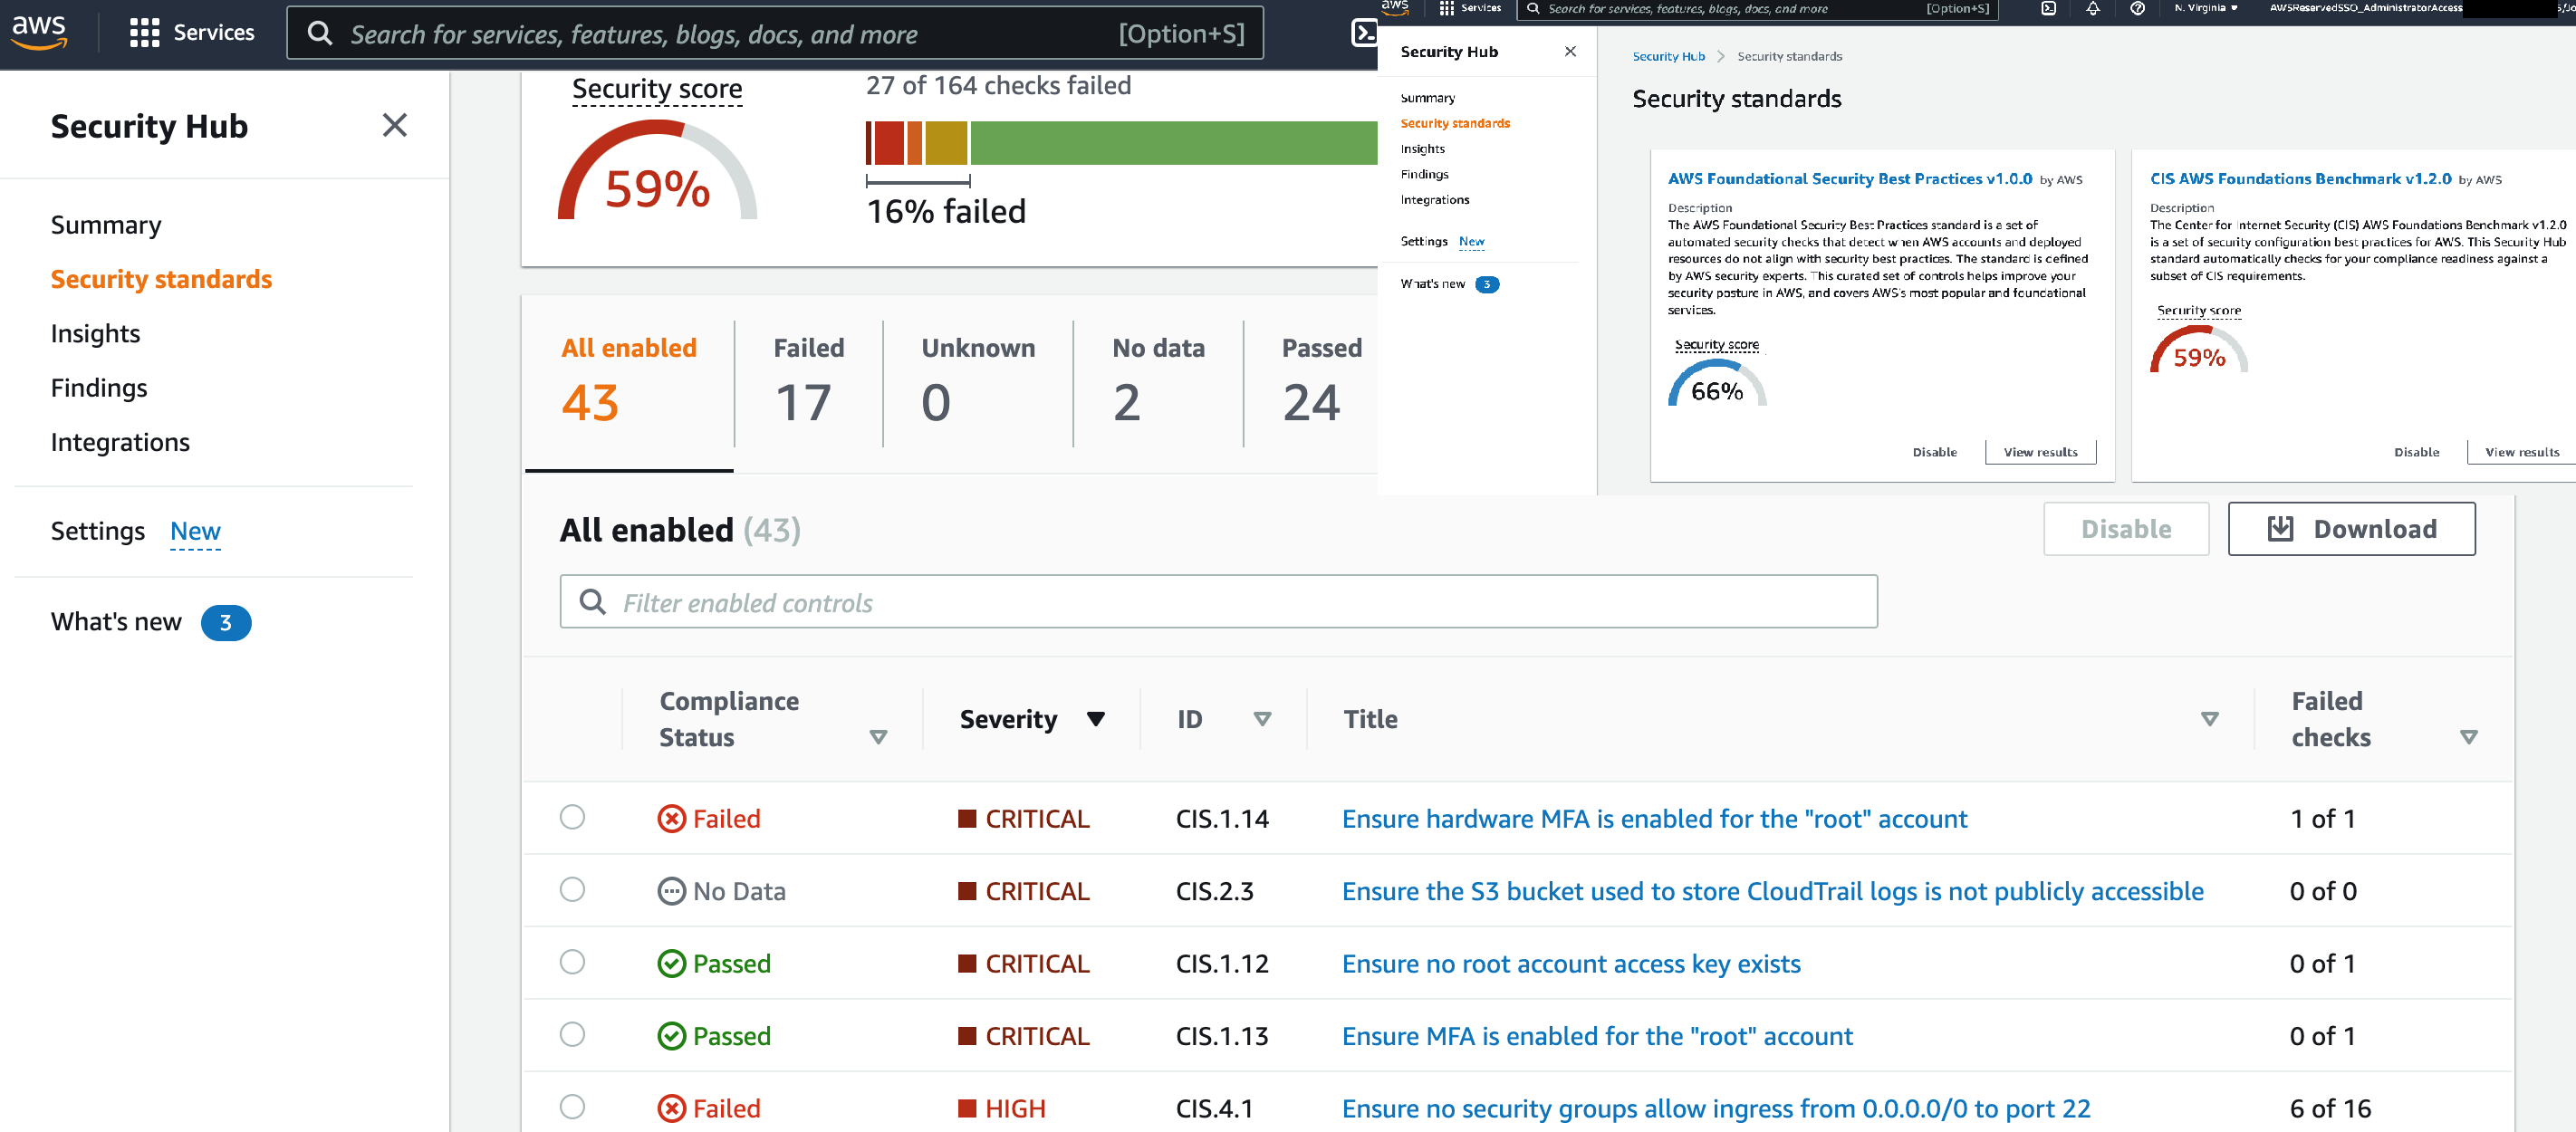 aws Services Search for services, features, blogs, docs, and more [Option+S]
Security Hub
Summary
Security standards
Insights
Findings
Integrations
Settings New
What's new 3
Security score
59%
27 of 164 checks failed
16% failed
All enabled Failed Unknown No data Passed
43 17 0 2 24
aws Services Search for services, features, blogs, docs, and more [Option+S] N. Virginia AWSReservedSSO_AdministratorAccess
Security Hub
Summary
Security standards
Insights
Findings
Integrations
Settings New
What's new 3
Security Hub Security standards
Security standards
AWS Foundational Security Best Practices v1.0.0 by AWS
Description
The AWS Foundational Security Best Practices standard is a set of
automated security checks that detect when AWS accounts and deployed
resources do not align with security best practices. The standard is defined
by AWS security experts. This curated set of controls helps improve your
security posture in AWS, and covers AWS's most popular and foundational
services.
Security score
66%
Disable View results
CIS AWS Foundations Benchmark v1.2.0 by AWS
Description
The Center for Internet Security (CIS) AWS Foundations Benchmark v1.2.0
is a set of security configuration best practices for AWS. This Security Hub
standard automatically checks for your compliance readiness against a
subset of CIS requirements.
Security score
59%
Disable View results
All enabled (43) Disable Download
Filter enabled controls
Compliance Status Severity ID Title Failed checks
Failed CRITICAL CIS.1.14 Ensure hardware MFA is enabled for the "root" account 1 of 1
No Data CRITICAL CIS.2.3 Ensure the S3 bucket used to store CloudTrail logs is not publicly accessible 0 of 0
Passed CRITICAL CIS.1.12 Ensure no root account access key exists 0 of 1
Passed CRITICAL CIS.1.13 Ensure MFA is enabled for the "root" account 0 of 1
Failed HIGH CIS.4.1 Ensure no security groups allow ingress from 0.0.0.0/0 to port 22 6 of 16